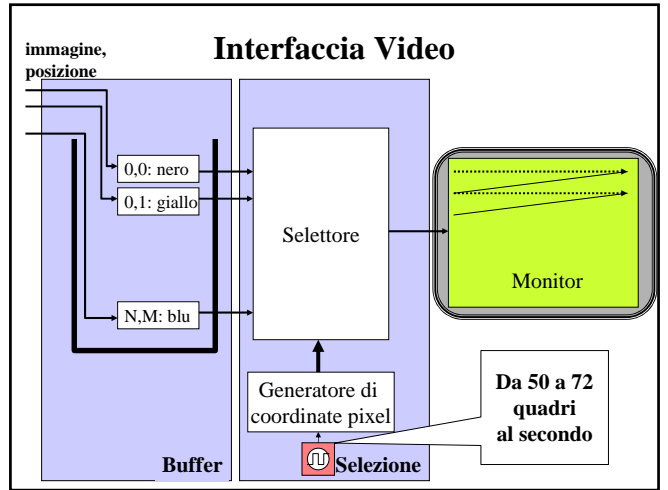 Interfaccia Video
immagine,
posizione
0,0: nero
0,1: giallo
N,M: blu
Selettore
Monitor
Generatore di
coordinate pixel
Da 50 a 72
quadri
al secondo
Buffer
Selezione